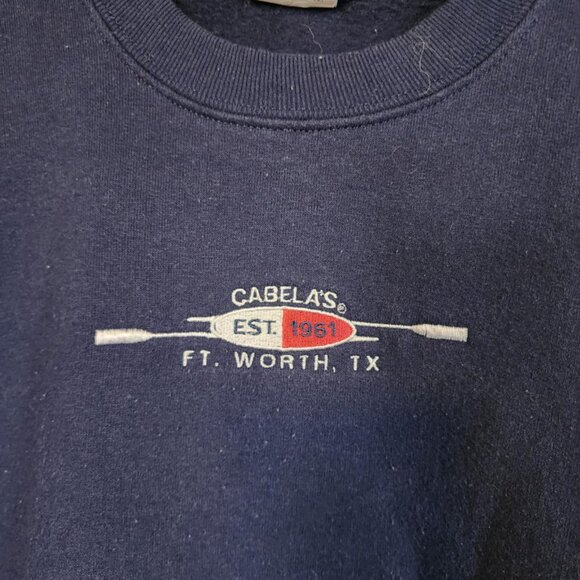 CABELA'S®
EST. 1961
FT. WORTH, TX